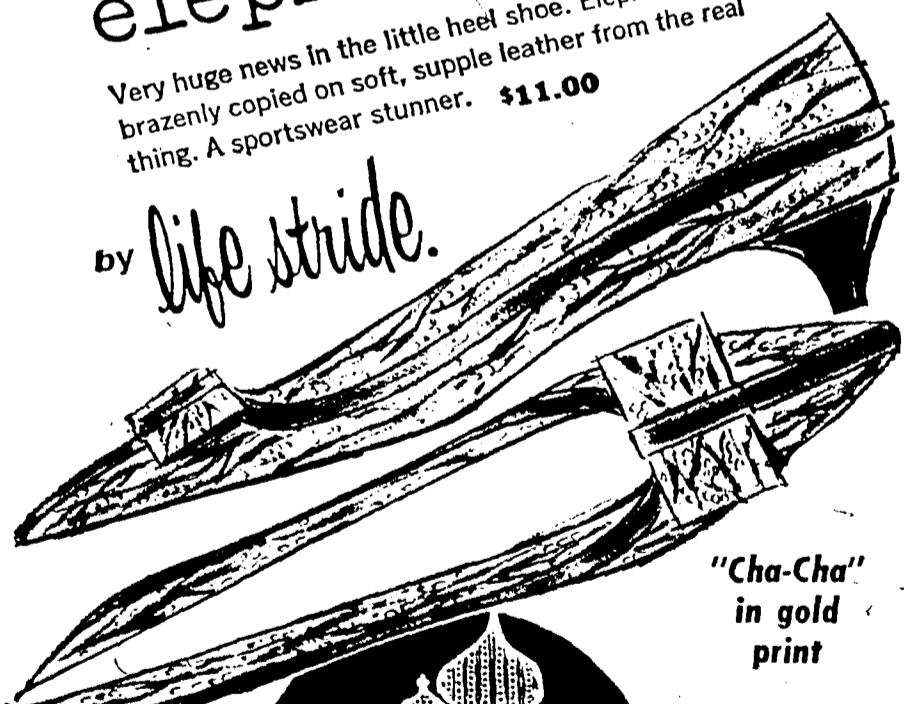 Very huge news in the little heel shoe.
brazenly copied on soft, supple leather from the real
thing. A sportswear stunner. $11.00
by life stride.
"Cha-Cha"
in gold
print